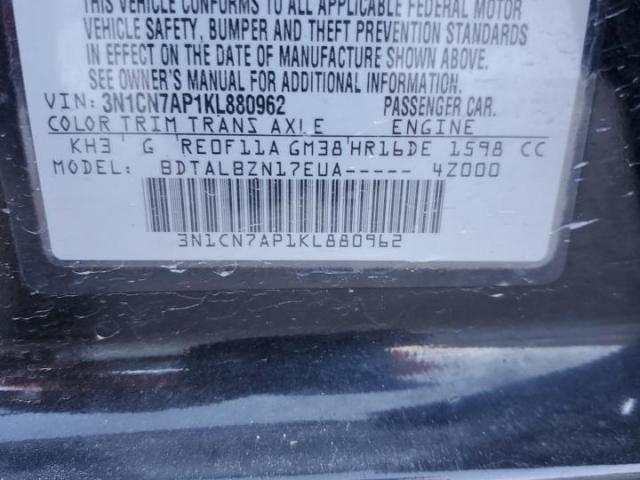 THIS VEHICLE CONFORMS TO ALL APPLICABLE FEDERAL MOTOR
VEHICLE SAFETY, BUMPER AND THEFT PREVENTION STANDARDS
IN EFFECT ON THE DATE OF MANUFACTURE SHOWN ABOVE.
SEE OWNER'S MANUAL FOR ADDITIONAL INFORMATION.
VIN: 3N1CN7AP1KL880962 PASSENGER CAR.
COLOR TRIM TRANS AXLE ENGINE
KH3 G RE0F11A GM38 HR16DE 1598 CC
MODEL: BDTALBZN17EUA----- 4Z000
3N1CN7AP1KL880962